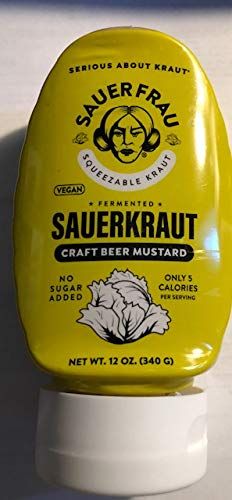 SERIOUS ABOUT KRAUT®
SAUER FRAU
SQUEEZABLE KRAUT
®
VEGAN
★ FERMENTED ★
SAUERKRAUT
CRAFT BEER MUSTARD
NO
SUGAR
ADDED
ONLY 5
CALORIES
PER SERVING
NET WT. 12 OZ. (340 G)